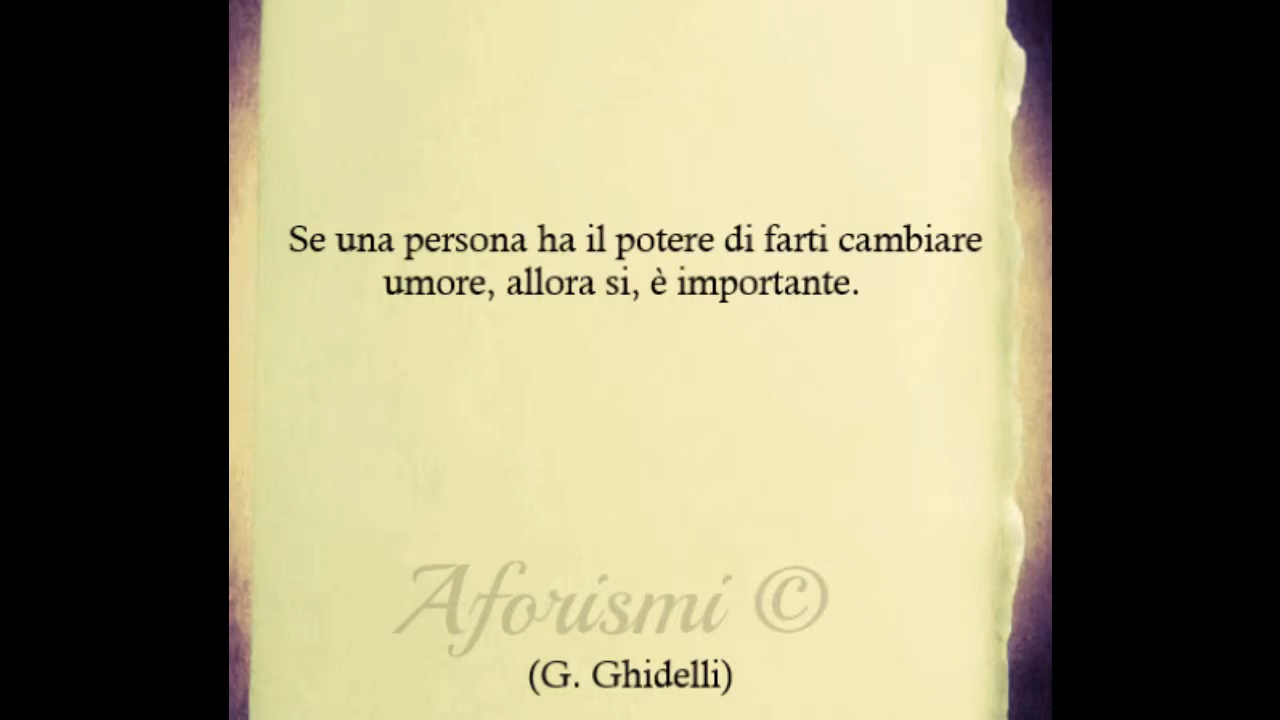 Se una persona ha il potere di farti cambiare
umore, allora si, è importante.
Aforismi ©
(G. Ghidelli)